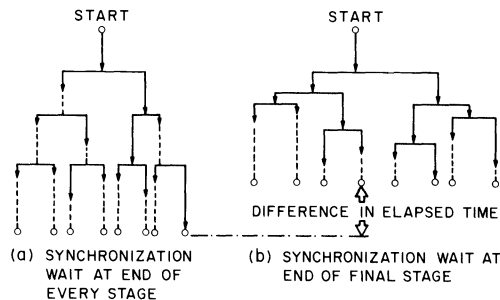 START
START
DIFFERENCE IN ELAPSED TIME
(a) SYNCHRONIZATION
WAIT AT END OF
EVERY STAGE
(b) SYNCHRONIZATION WAIT AT
END OF FINAL STAGE